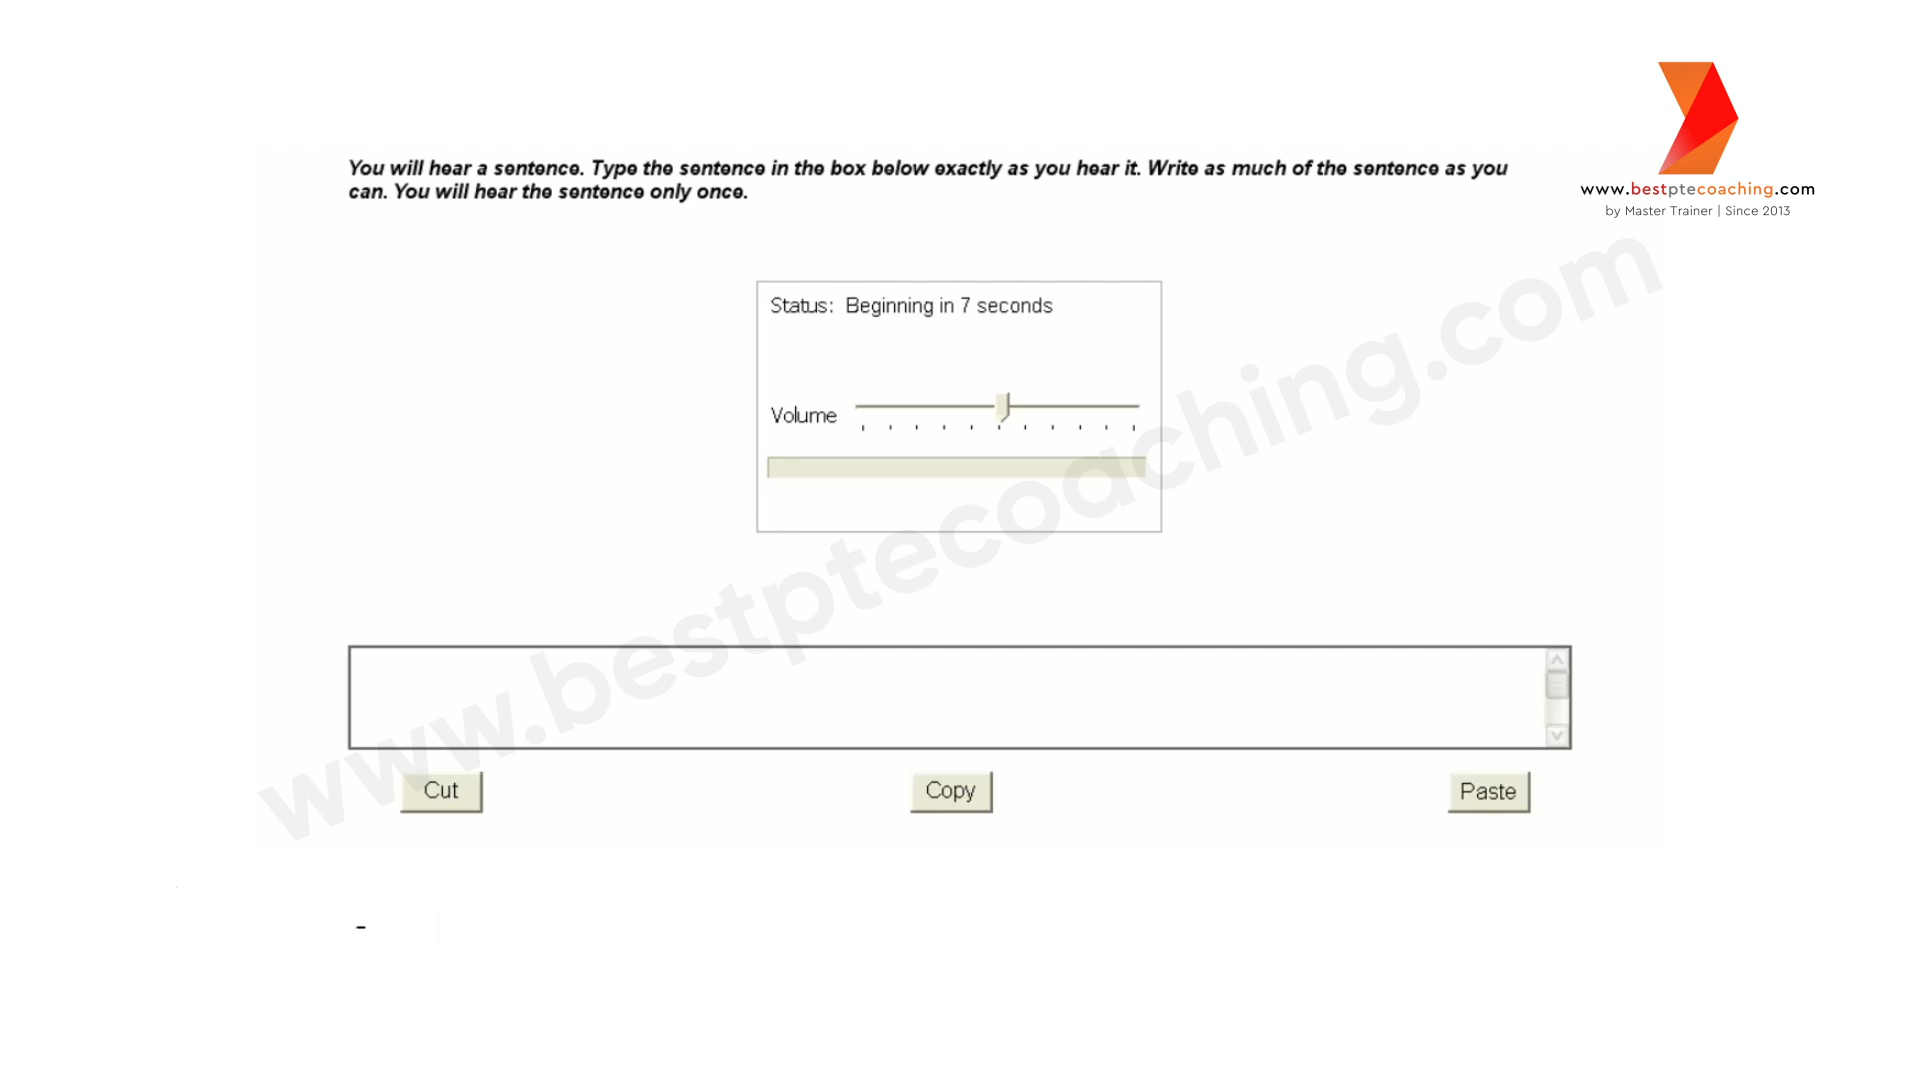 You will hear a sentence. Type the sentence in the box below exactly as you hear it. Write as much of the sentence as you
can. You will hear the sentence only once.
www.bestptecoaching.com
by Master Trainer | Since 2013
Status: Beginning in 7 seconds
Volume
www.bestptecoaching.com
Cut
Copy
Paste
-